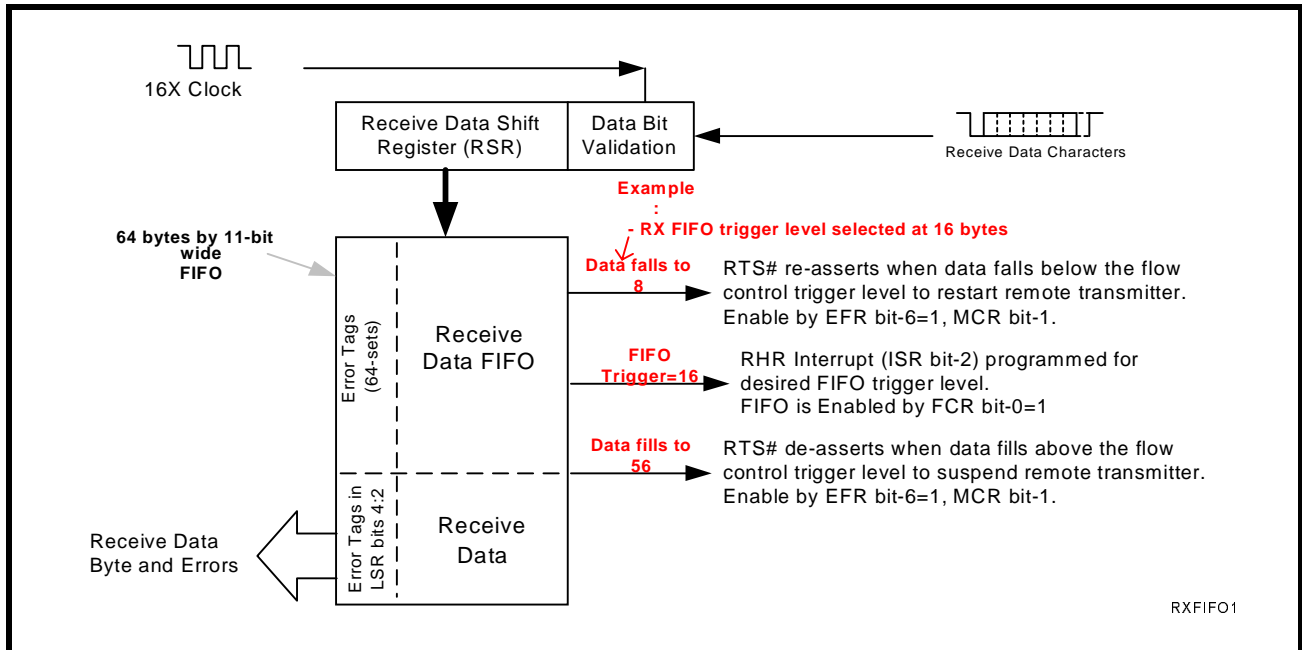 16X Clock
Receive Data Shift
Register (RSR)
Data Bit
Validation
Receive Data Characters
Example
:
- RX FIFO trigger level selected at 16 bytes
64 bytes by 11-bit
wide
FIFO
Data falls to
8
RTS# re-asserts when data falls below the flow
control trigger level to restart remote transmitter.
Enable by EFR bit-6=1, MCR bit-1.
Error Tags
(64-sets)
Receive
Data FIFO
FIFO
Trigger=16
RHR Interrupt (ISR bit-2) programmed for
desired FIFO trigger level.
FIFO is Enabled by FCR bit-0=1
Data fills to
56
RTS# de-asserts when data fills above the flow
control trigger level to suspend remote transmitter.
Enable by EFR bit-6=1, MCR bit-1.
Error Tags in
LSR bits 4:2
Receive
Data
Receive Data
Byte and Errors
RXFIFO1